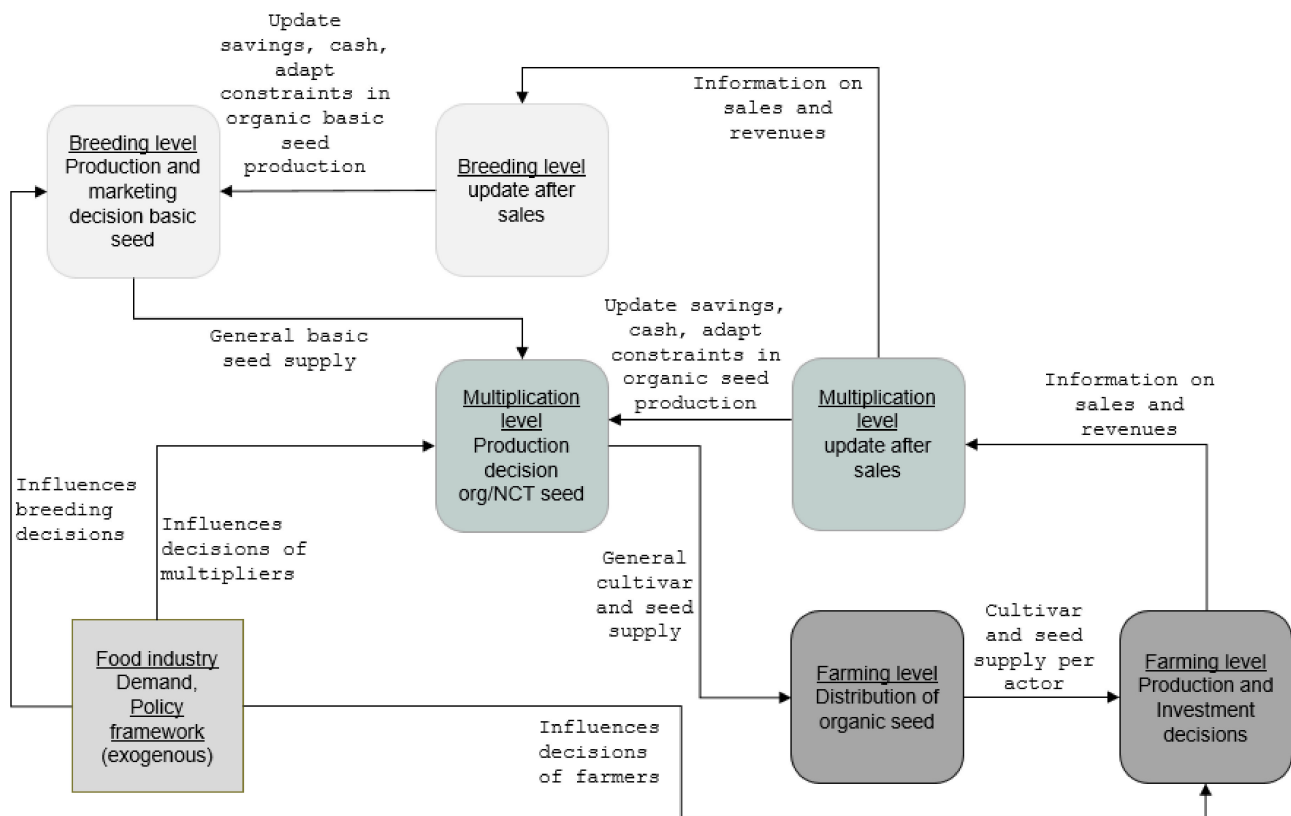 Update
savings, cash,
adapt
constraints in
organic basic
seed
production
Information on
sales and
revenues
Breeding level
Production and
marketing
decision basic
seed
Breeding level
update after
sales
General basic
seed supply
Update savings,
cash, adapt
constraints in
organic seed
production
Multiplication
level
Production
decision
org/NCT seed
Multiplication
level
update after
sales
Information on
sales and
revenues
Influences
breeding
decisions
Influences
decisions of
multipliers
General
cultivar
and seed
supply
Food industry
Demand,
Policy
framework
(exogenous)
Farming level
Distribution of
organic seed
Cultivar
and seed
supply per
actor
Farming level
Production and
Investment
decisions
Influences
decisions
of farmers